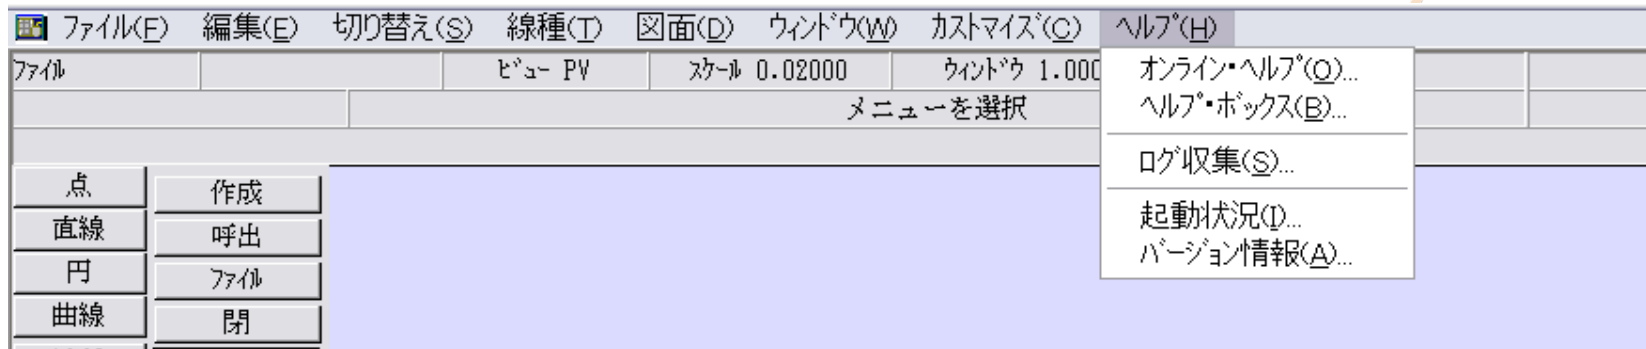 ﾌｧｲﾙ(F) 編集(E) 切り替え(S) 線種(T) 図面(D) ｳｨﾝﾄﾞｳ(W) ｶｽﾄﾏｲｽﾞ(C) ﾍﾙﾌﾟ(H)
ﾌｧｲﾙ ﾋﾞｭｰ PV ｽｹｰﾙ 0.02000 ｳｨﾝﾄﾞｳ 1.000
メニューを選択
ｵﾝﾗｲﾝ･ﾍﾙﾌﾟ(O)...
ﾍﾙﾌﾟ･ﾎﾞｯｸｽ(B)...
ﾛｸﾞ収集(S)...
起動状況(I)...
ﾊﾞｰｼﾞｮﾝ情報(A)...
点
直線
円
曲線
作成
呼出
ﾌｧｲﾙ
閉